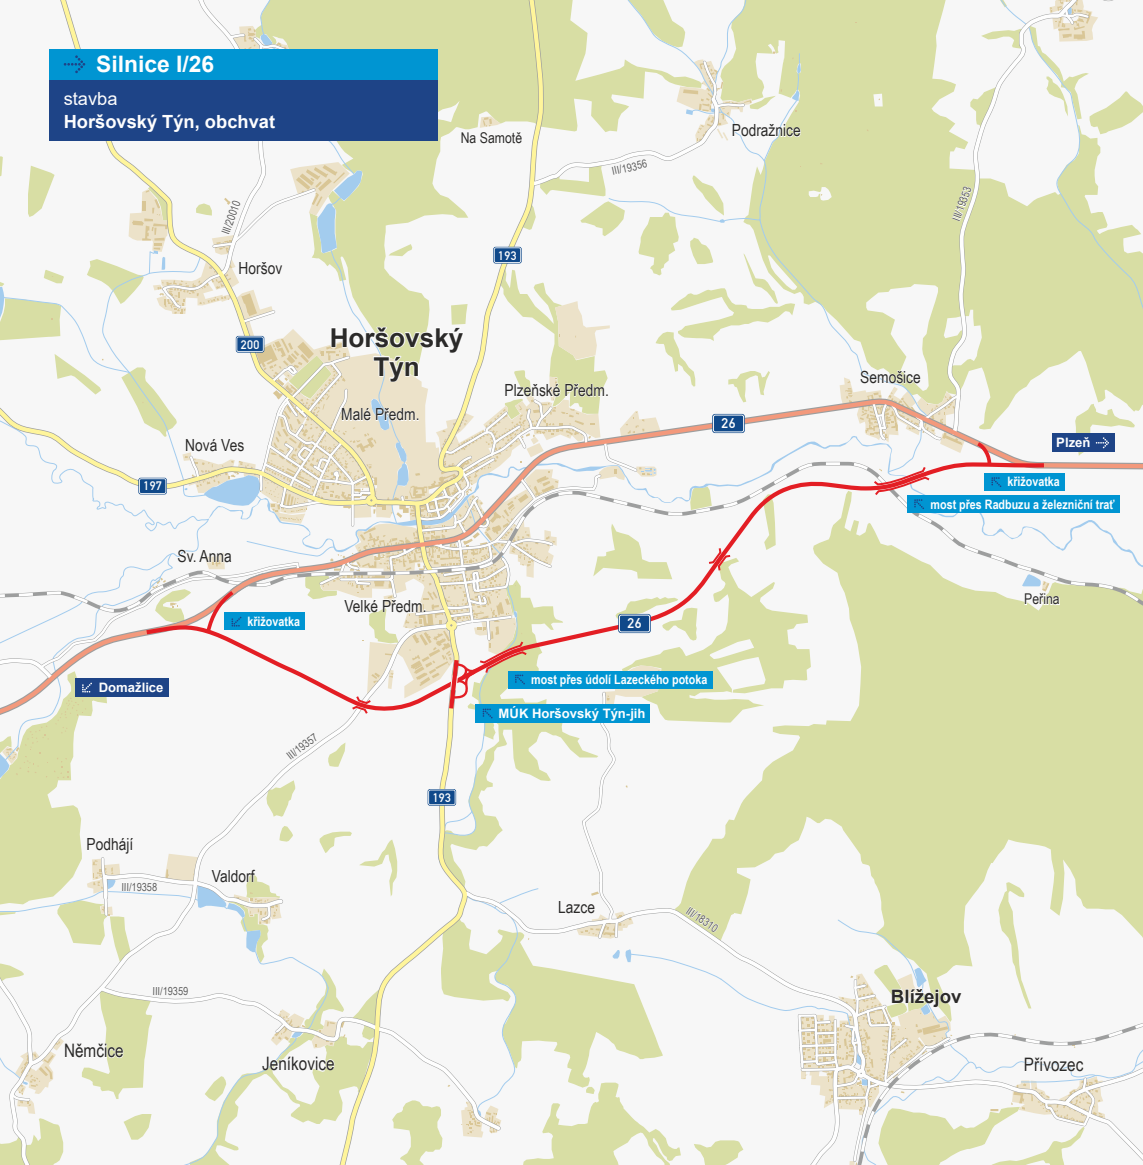 Silnice I/26
stavba
Horšovský Týn, obchvat
Na Samotě
Podražnice
III/19356
III/19353
III/20010
193
Horšov
200
Horšovský
Týn
Semošice
Plzeňské Předm.
Malé Předm.
26
Plzeň
Nová Ves
křižovatka
197
most přes Radbuzu a železniční trať
Sv. Anna
Peřina
Velké Předm.
křižovatka
26
Domažlice
most přes údolí Lazeckého potoka
MÚK Horšovský Týn-jih
III/19357
193
Podhájí
Valdorf
III/19358
Lazce
III/18310
III/19359
Blížejov
Němčice
Jeníkovice
Přívozec